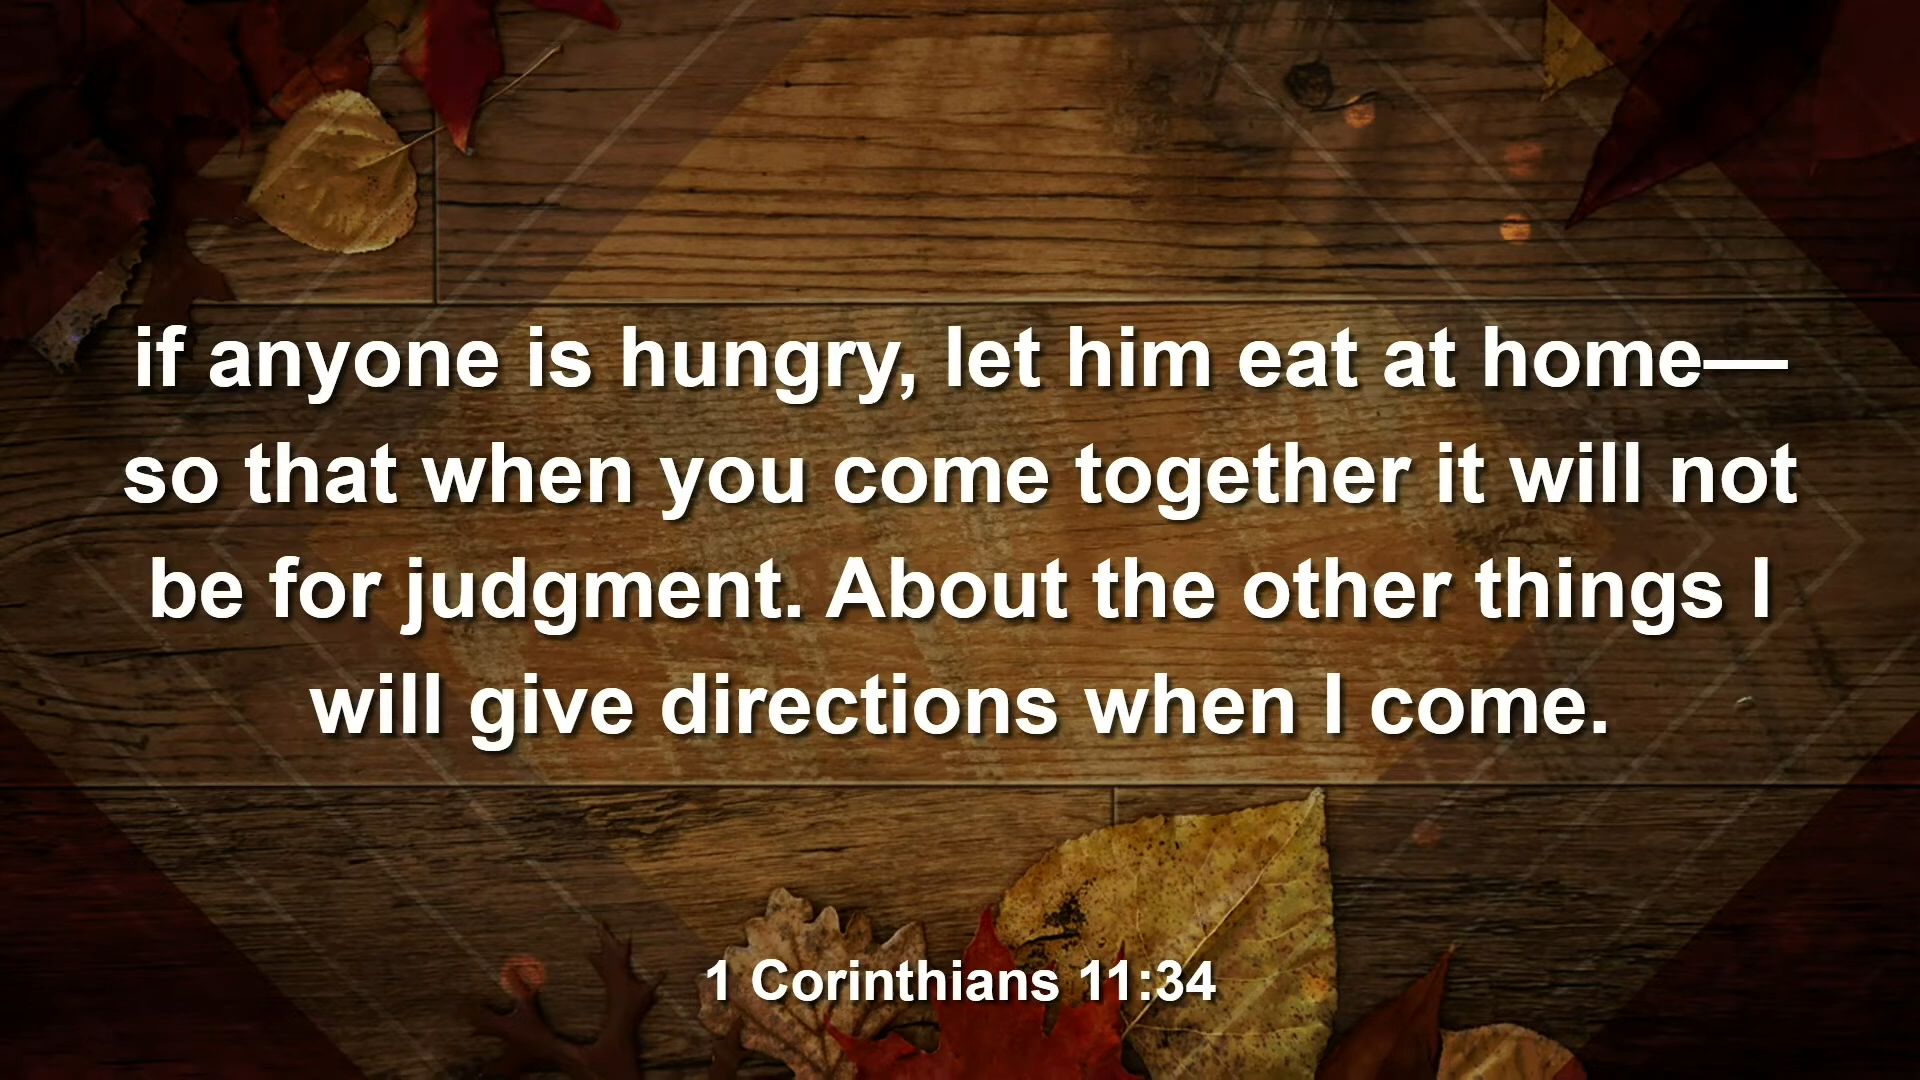 if anyone is hungry, let him eat at home—
so that when you come together it will not
be for judgment. About the other things I
will give directions when I come.
1 Corinthians 11:34